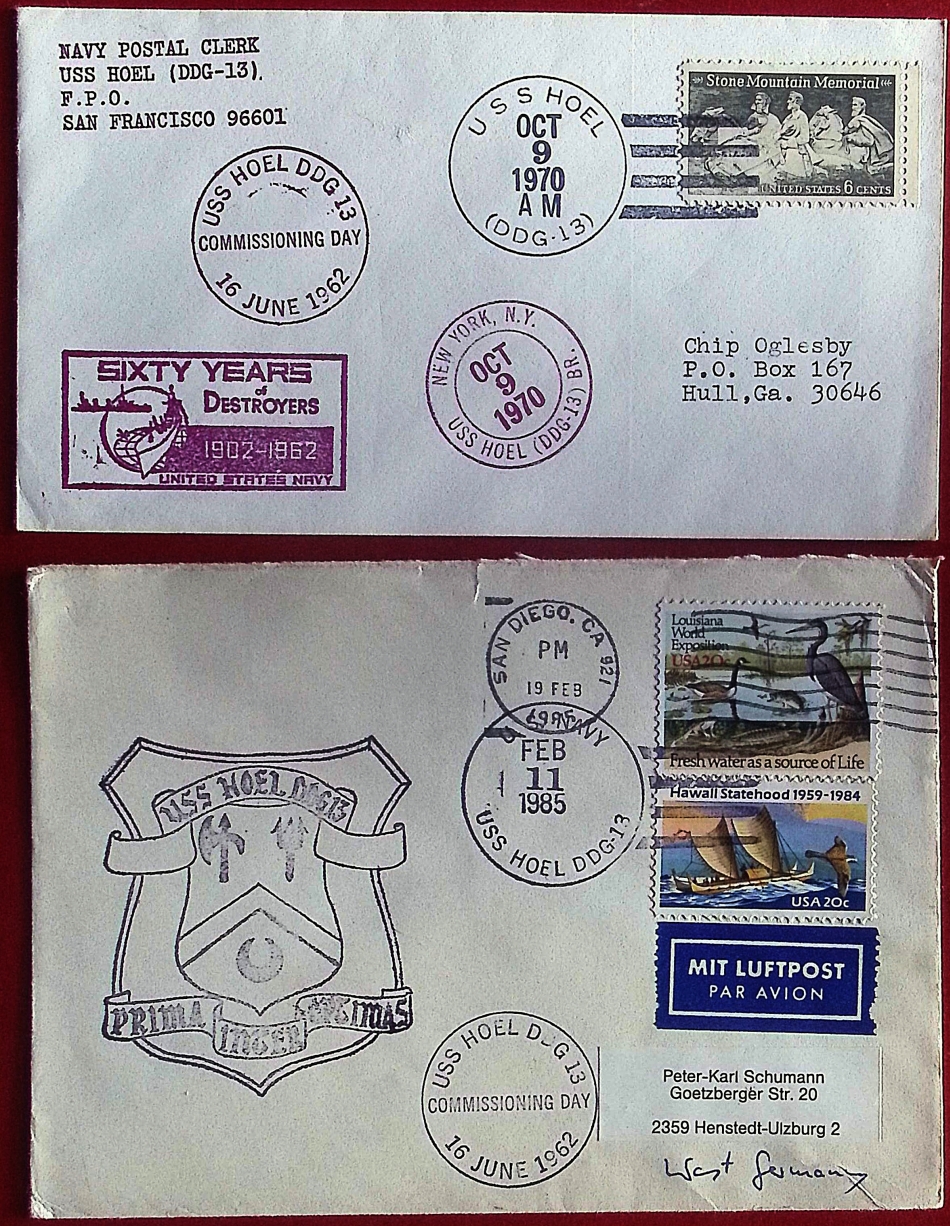 NAVY POSTAL CLERK
USS HOEL (DDG-13).
F.P.O.
SAN FRANCISCO 96601
USS HOEL DDG 13
COMMISSIONING DAY
16 JUNE 1962
USS HOEL
OCT
9
1970
AM
(DDG-13)
Stone Mountain Memorial
UNITED STATES 6 CENTS
SIXTY YEARS
of
DESTROYERS
1902-1962
UNITED STATES NAVY
NEW YORK, N.Y.
OCT
9
1970
USS HOEL (DDG-13) BR.
Chip Oglesby
P.O. Box 167
Hull,Ga. 30646
SAN DIEGO. CA 921
PM
19 FEB
NAVY
FEB
11
1985
USS HOEL DDG-13
Louisiana
World
Exposition
USA 20c
Fresh water as a source of Life
Hawaii Statehood 1959-1984
USA 20c
MIT LUFTPOST
PAR AVION
USS HOEL DDG13
PRIMA
INTER
USS HOEL DDG 13
COMMISSIONING DAY
16 JUNE 1962
Peter-Karl Schumann
Goetzberger Str. 20
2359 Henstedt-Ulzburg 2
West Germany